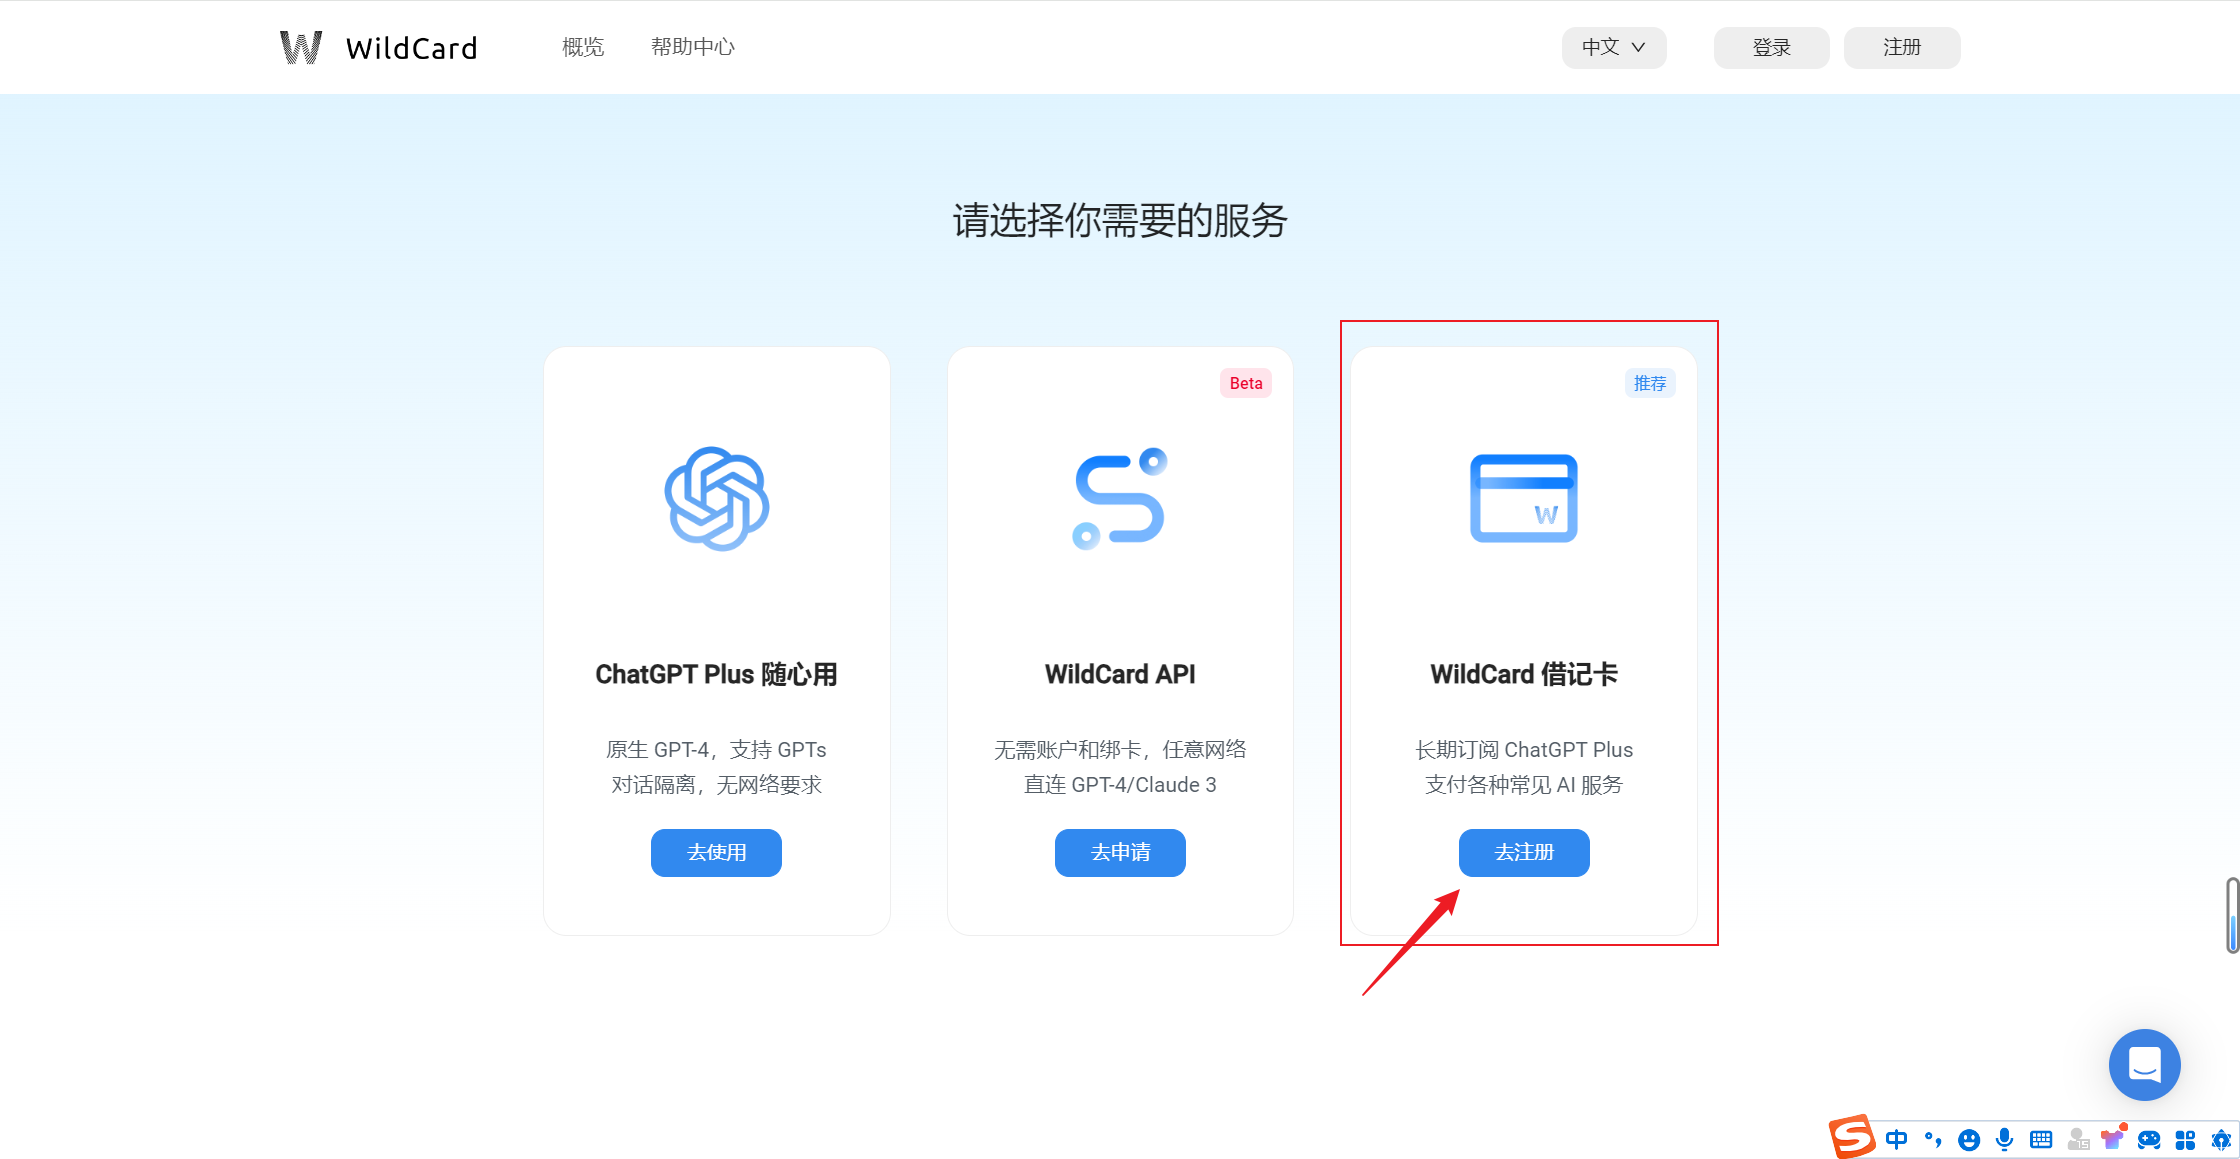 WildCard
概览
帮助中心
中文
登录
注册
请选择你需要的服务
Beta
推荐
W
ChatGPT Plus 随心用
WildCard API
WildCard 借记卡
原生 GPT-4，支持 GPTs
对话隔离，无网络要求
无需账户和绑卡，任意网络
直连 GPT-4/Claude 3
长期订阅 ChatGPT Plus
支付各种常见 AI 服务
去使用
去申请
去注册
中